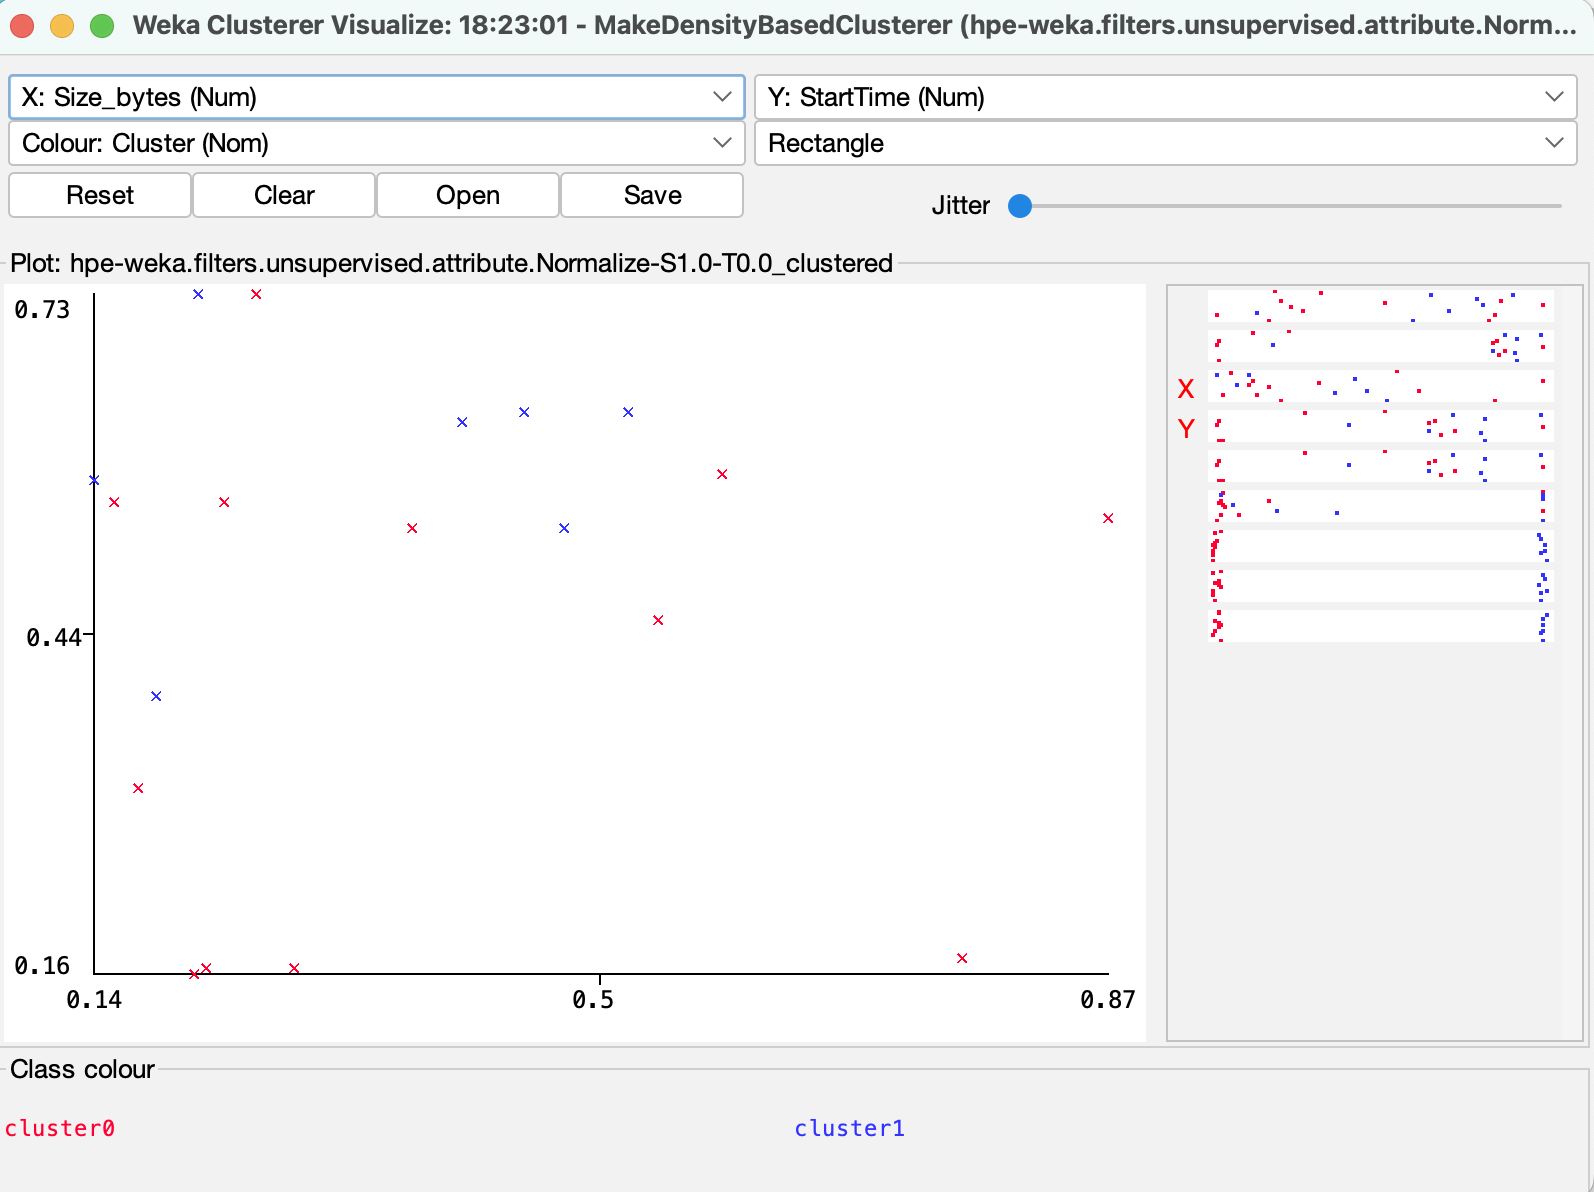 Weka Clusterer Visualize: 18:23:01 - MakeDensityBasedClusterer (hpe-weka.filters.unsupervised.attribute.Norm...
X: Size_bytes (Num)
Y: StartTime (Num)
Colour: Cluster (Nom)
Rectangle
Reset
Clear
Open
Save
Jitter
Plot: hpe-weka.filters.unsupervised.attribute.Normalize-S1.0-T0.0_clustered
0.73
0.44
0.16
0.14
0.5
0.87
X
Y
Class colour
cluster0
cluster1